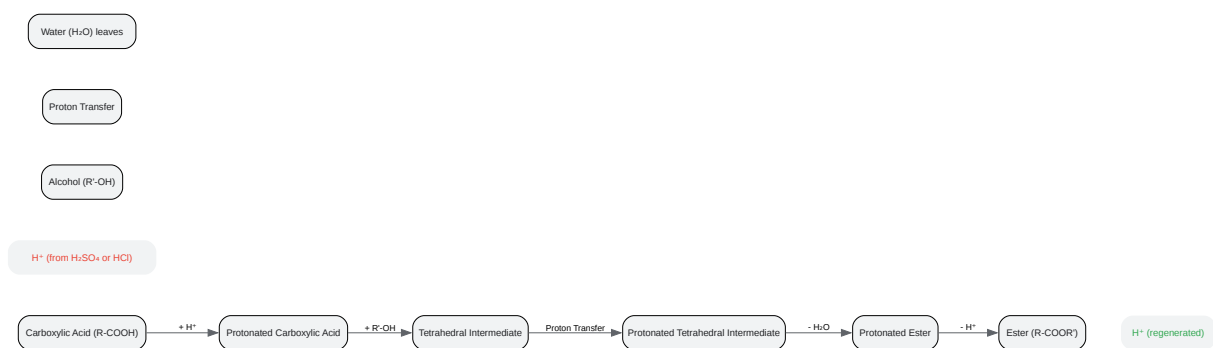 Water (H₂O) leaves
Proton Transfer
Alcohol (R'-OH)
H⁺ (from H₂SO₄ or HCl)
Carboxylic Acid (R-COOH)
+ H⁺
Protonated Carboxylic Acid
+ R'-OH
Tetrahedral Intermediate
Proton Transfer
Protonated Tetrahedral Intermediate
- H₂O
Protonated Ester
- H⁺
Ester (R-COOR')
H⁺ (regenerated)